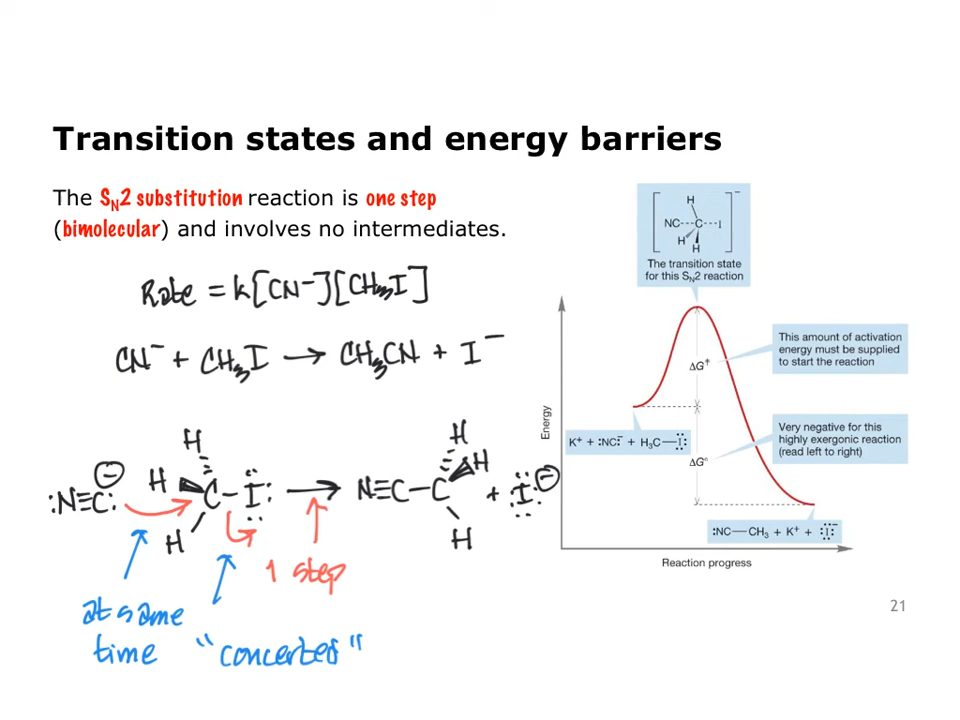 Transition states and energy barriers
The SN2 substitution reaction is one step
(bimolecular) and involves no intermediates.
Rate = k[CN⁻][CH₃I]
CN⁻ + CH₃I → CH₃CN + I⁻
H
H
:N≡C:⊖
C–I:
H
→
N≡C–C
H
H
H
+ :I:⊖
1 step
at same
time "concerted"
H
NC---C---I
H
H
The transition state
for this SN2 reaction
This amount of activation
energy must be supplied
to start the reaction
ΔG‡
Energy
K⁺ + :NC:⁻ + H₃C—I:
ΔG°
Very negative for this
highly exergonic reaction
(read left to right)
:NC—CH₃ + K⁺ + :I:⁻
Reaction progress
21